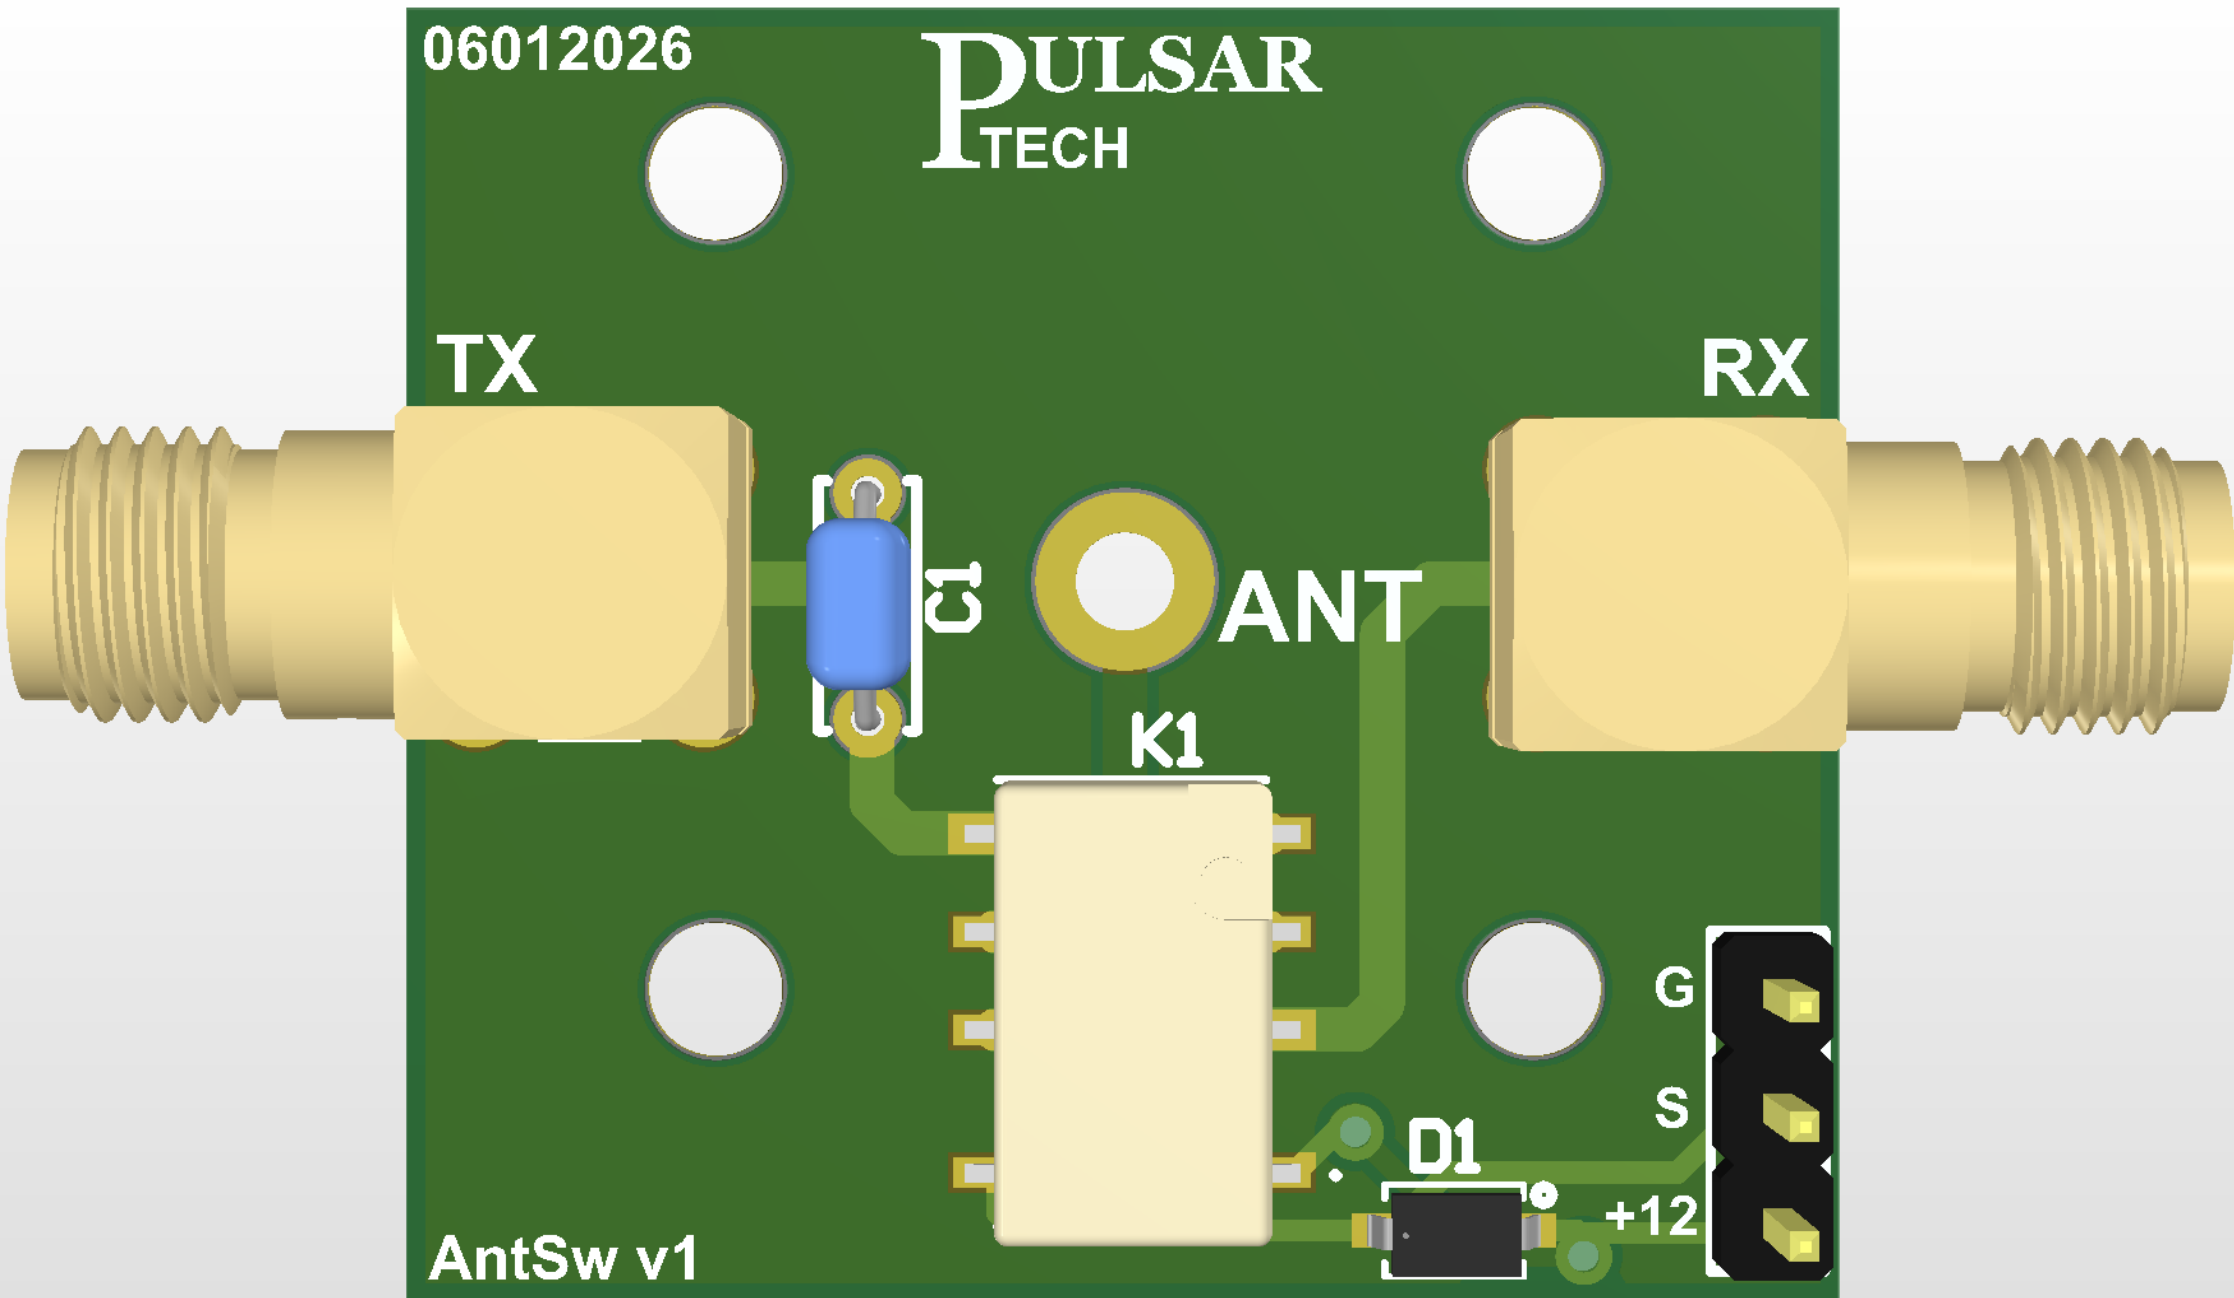 06012026
PULSAR
TECH
TX
RX
C1
ANT
K1
G
S
D1
+12
AntSw v1